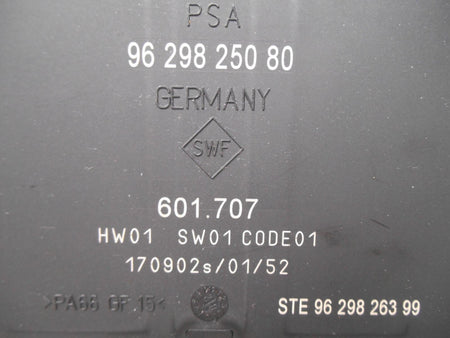 PSA
96 298 250 80
GERMANY
SWF
601.707
HW01 SW01 CODE01
170902s/01/52
>PA66 GF 15<
STE 96 298 263 99